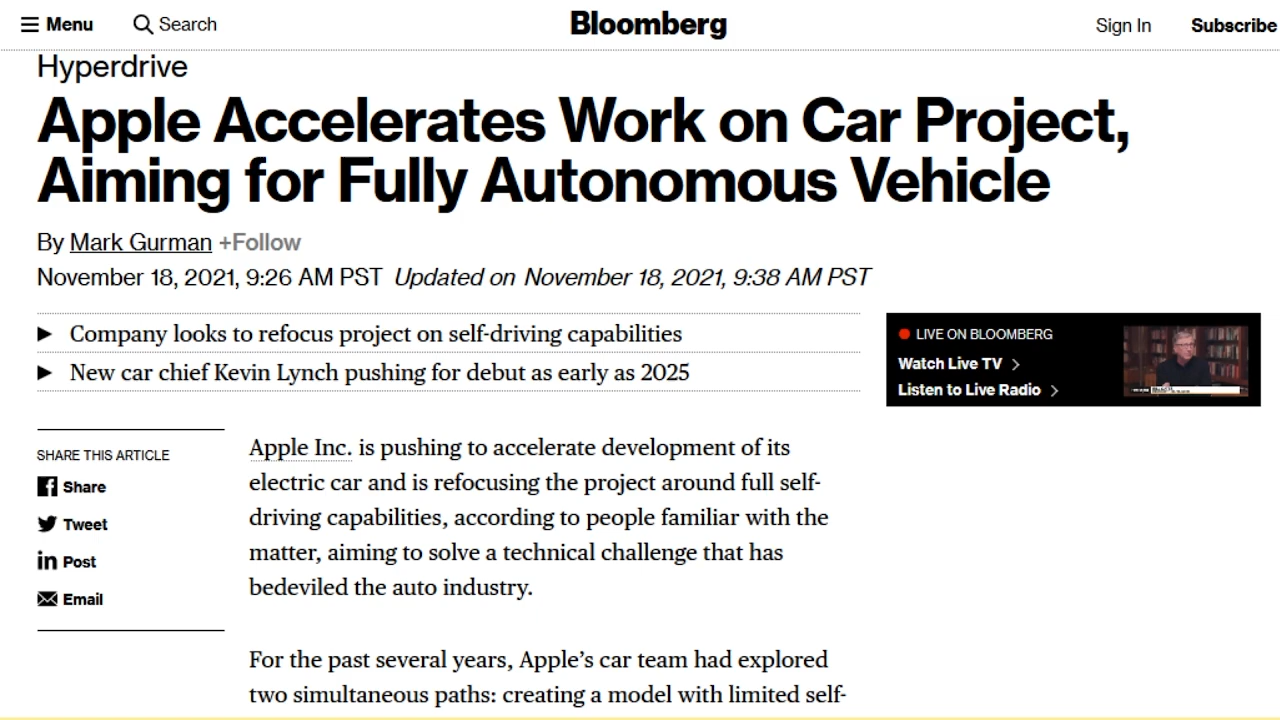 Menu
Search
Bloomberg
Sign In
Subscribe
Hyperdrive
Apple Accelerates Work on Car Project,
Aiming for Fully Autonomous Vehicle
By Mark Gurman +Follow
November 18, 2021, 9:26 AM PST Updated on November 18, 2021, 9:38 AM PST
Company looks to refocus project on self-driving capabilities
New car chief Kevin Lynch pushing for debut as early as 2025
LIVE ON BLOOMBERG
Watch Live TV
Listen to Live Radio
SHARE THIS ARTICLE
Share
Tweet
Post
Email
Apple Inc. is pushing to accelerate development of its
electric car and is refocusing the project around full self-
driving capabilities, according to people familiar with the
matter, aiming to solve a technical challenge that has
bedeviled the auto industry.
For the past several years, Apple’s car team had explored
two simultaneous paths: creating a model with limited self-